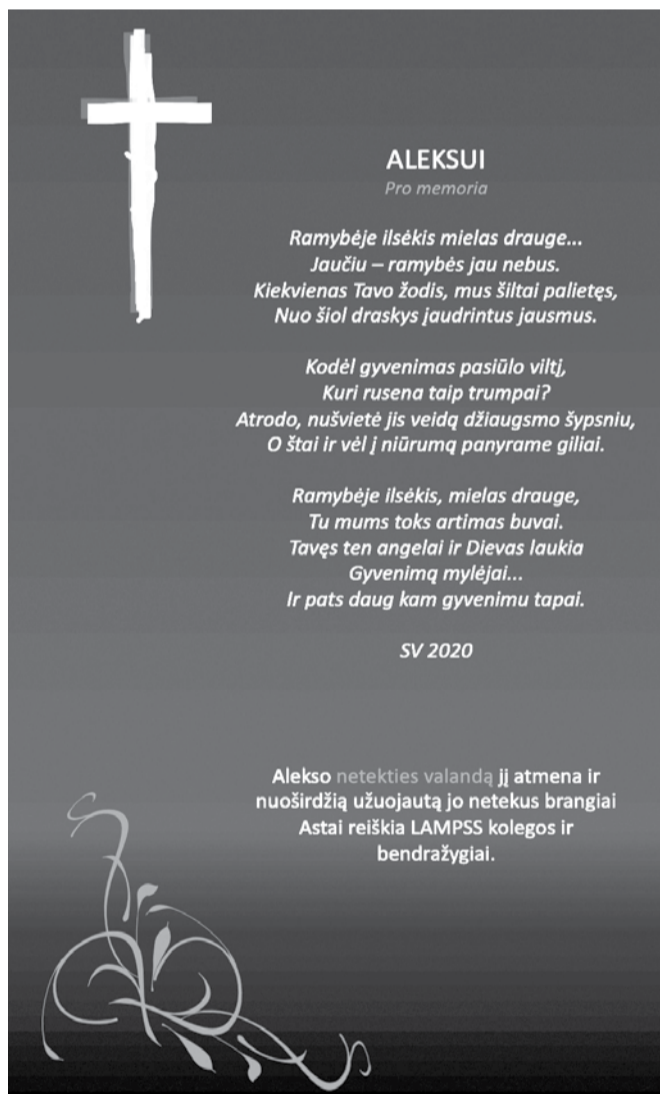 ALEKSUI
Pro memoria
Ramybėje ilsėkis mielas drauge...
Jaučiu – ramybės jau nebus.
Kiekvienas Tavo žodis, mus šiltai palietęs,
Nuo šiol draskys įaudrintus jausmus.
Kodėl gyvenimas pasiūlo viltį,
Kuri rusena taip trumpai?
Atrodo, nušvietė jis veidą džiaugsmo šypsniu,
O štai ir vėl į niūrumą panyrame giliai.
Ramybėje ilsėkis, mielas drauge,
Tu mums toks artimas buvai.
Tavęs ten angelai ir Dievas laukia
Gyvenimą mylėjai...
Ir pats daug kam gyvenimu tapai.
SV 2020
Alekso netekties valandą jį atmena ir
nuoširdžią užuojautą jo netekus brangiai
Astai reiškia LAMPSS kolegos ir
bendražygiai.